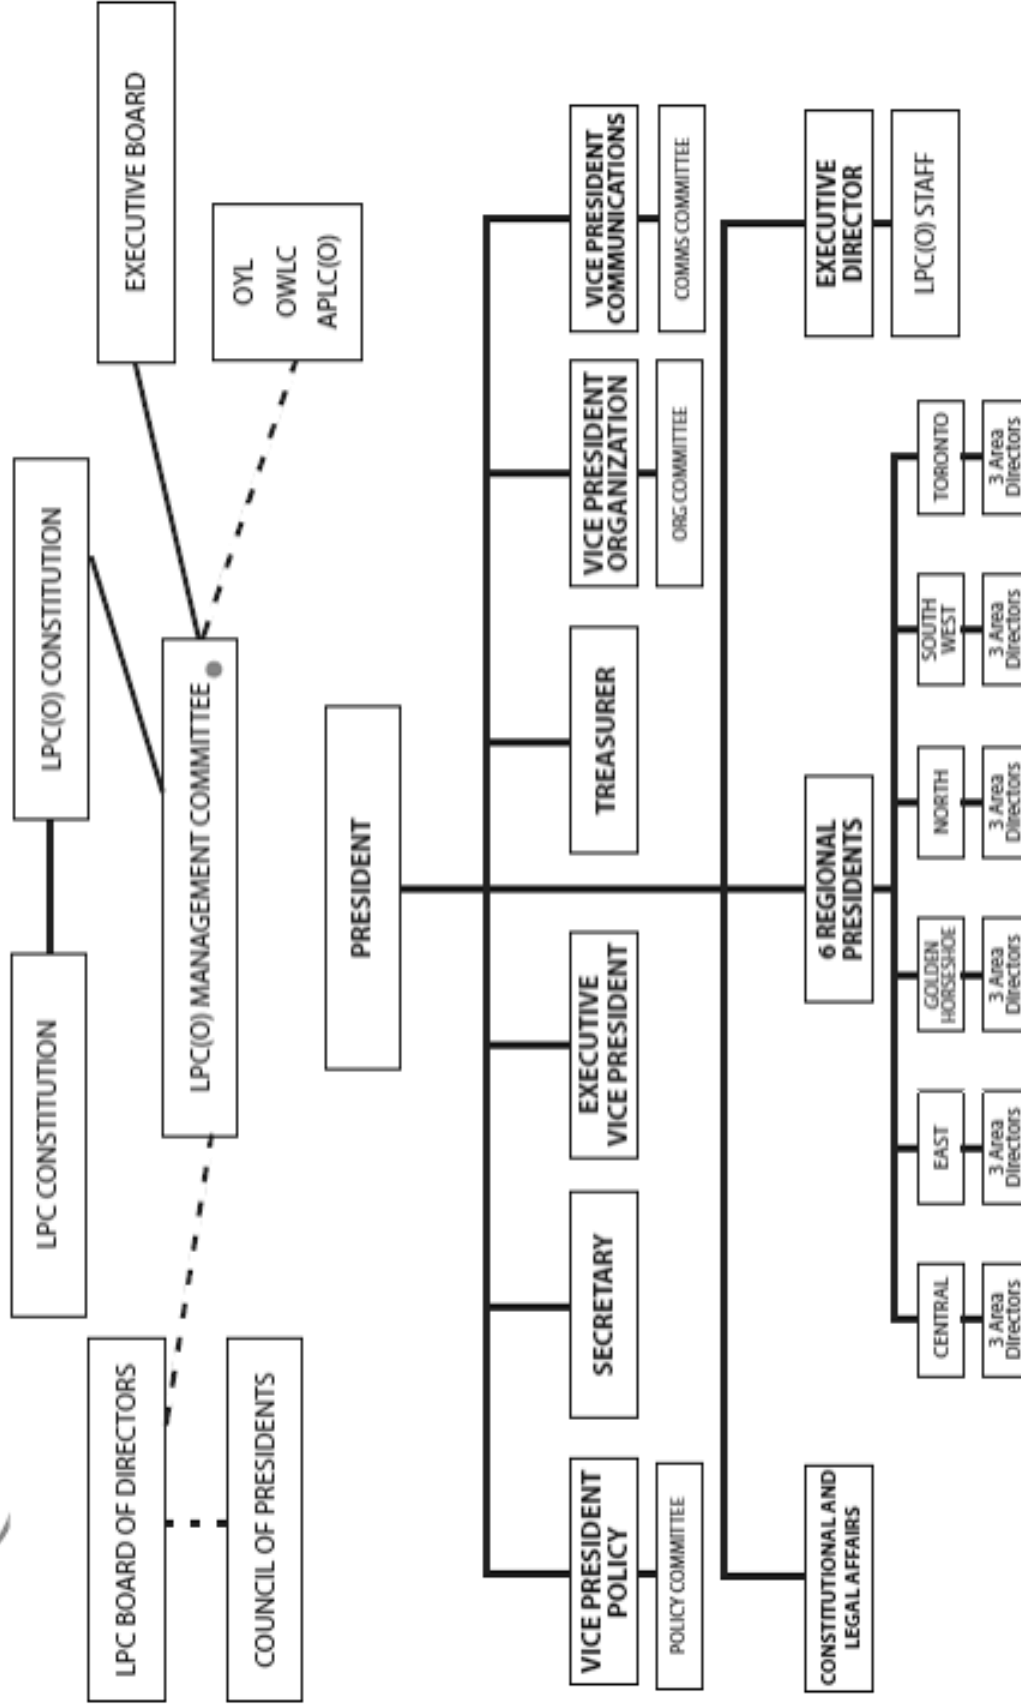 LPC CONSTITUTION
LPC(O) CONSTITUTION
LPC BOARD OF DIRECTORS
EXECUTIVE BOARD
LPC(O) MANAGEMENT COMMITTEE
COUNCIL OF PRESIDENTS
OYL
OWLC
APLC(O)
PRESIDENT
VICE PRESIDENT
POLICY
SECRETARY
EXECUTIVE
VICE PRESIDENT
TREASURER
VICE PRESIDENT
ORGANIZATION
VICE PRESIDENT
COMMUNICATIONS
POLICY COMMITTEE
ORG COMMITTEE
COMMS COMMITTEE
CONSTITUTIONAL AND
LEGAL AFFAIRS
6 REGIONAL
PRESIDENTS
EXECUTIVE
DIRECTOR
LPC(O) STAFF
CENTRAL
EAST
GOLDEN
HORSESHOE
NORTH
SOUTH
WEST
TORONTO
3 Area
Directors
3 Area
Directors
3 Area
Directors
3 Area
Directors
3 Area
Directors
3 Area
Directors